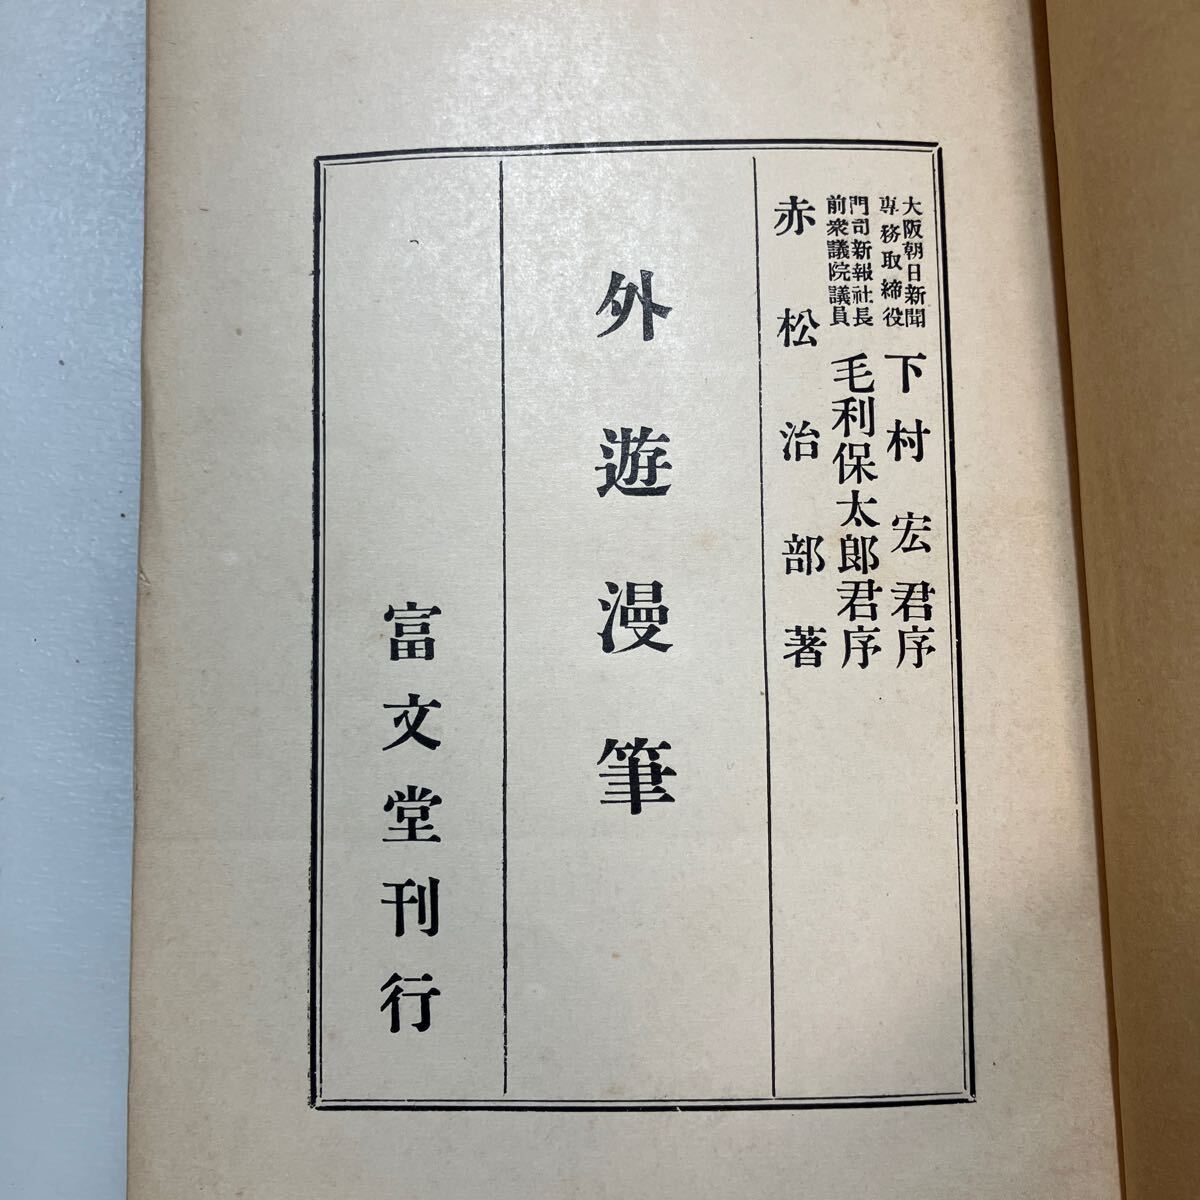 大阪朝日新聞
専務取締役
下村宏君序
門司新報社長
前衆議院議員
毛利保太郎君序
赤松治部著
外遊漫筆
富文堂刊行